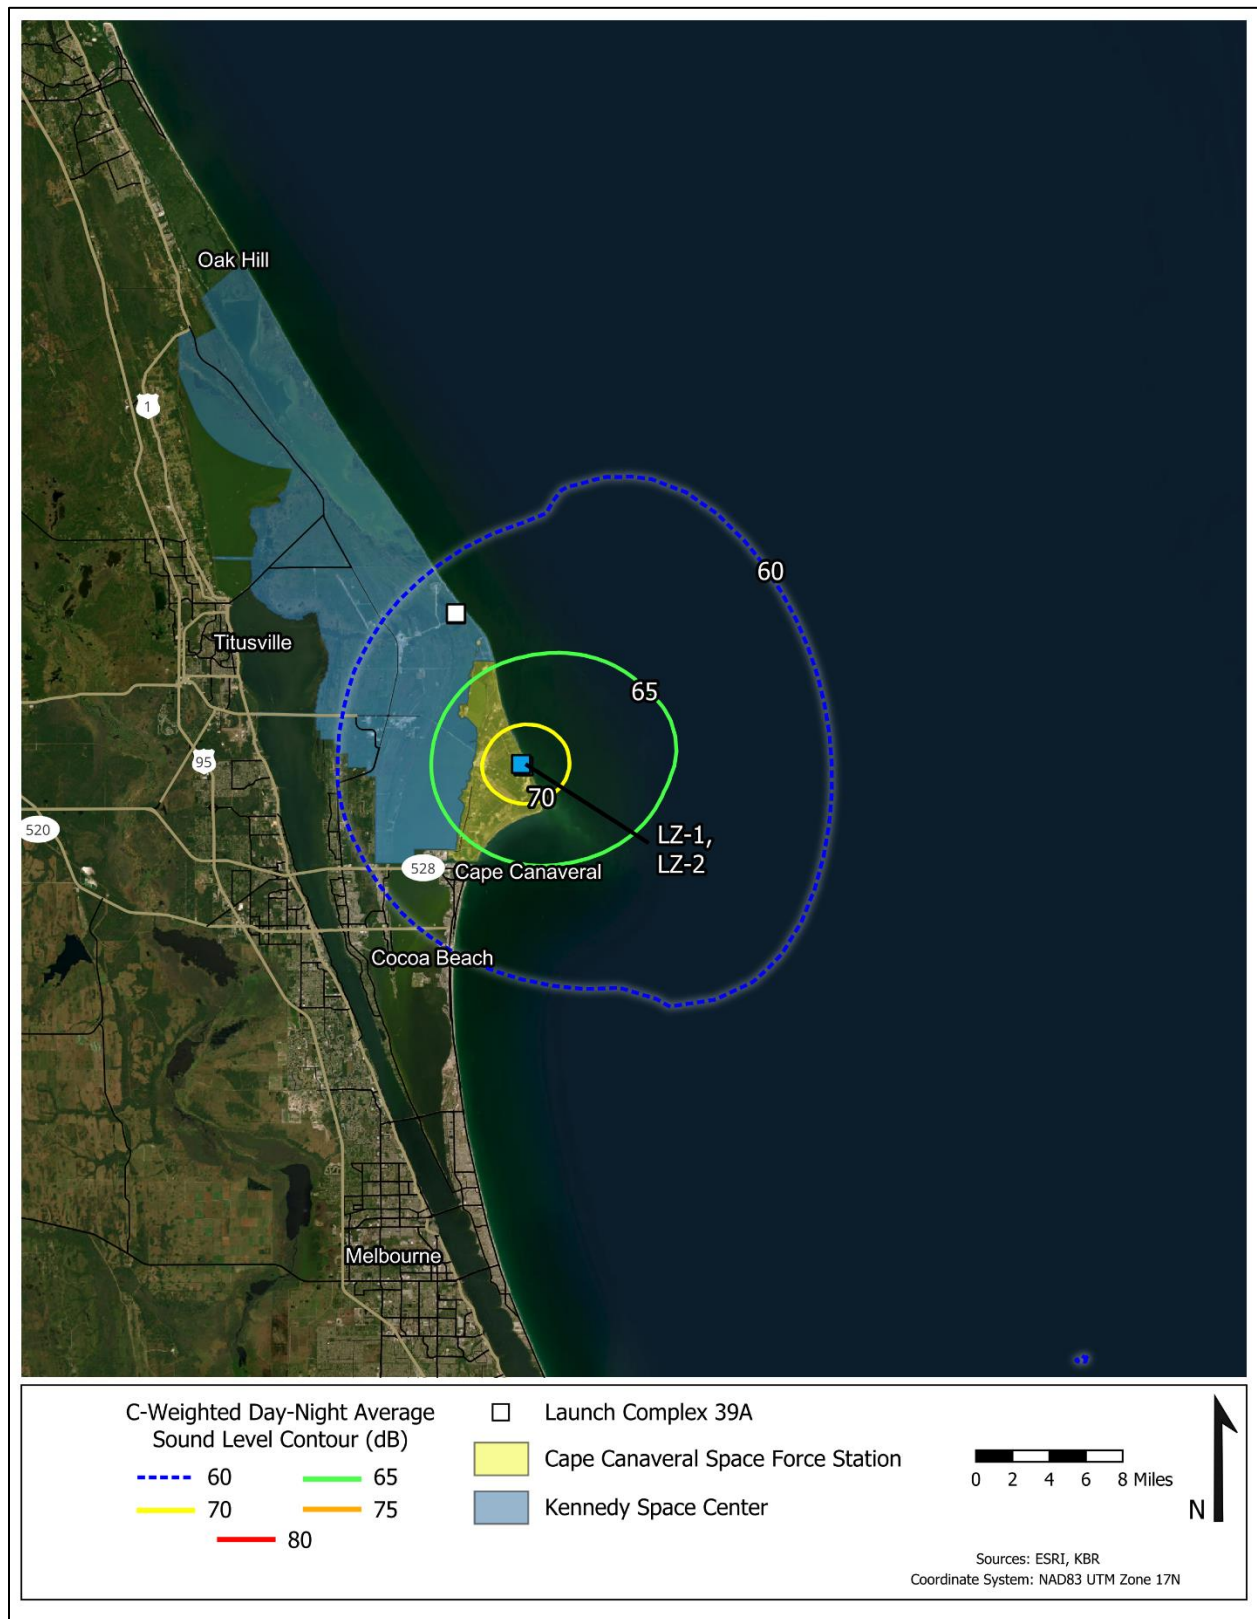 Oak Hill
1
60
Titusville
65
95
70
520
LZ-1,
LZ-2
528
Cape Canaveral
Cocoa Beach
Melbourne
C-Weighted Day-Night Average
Sound Level Contour (dB)
60
65
70
75
80
Launch Complex 39A
Cape Canaveral Space Force Station
Kennedy Space Center
0 2 4 6 8 Miles
N
Sources: ESRI, KBR
Coordinate System: NAD83 UTM Zone 17N